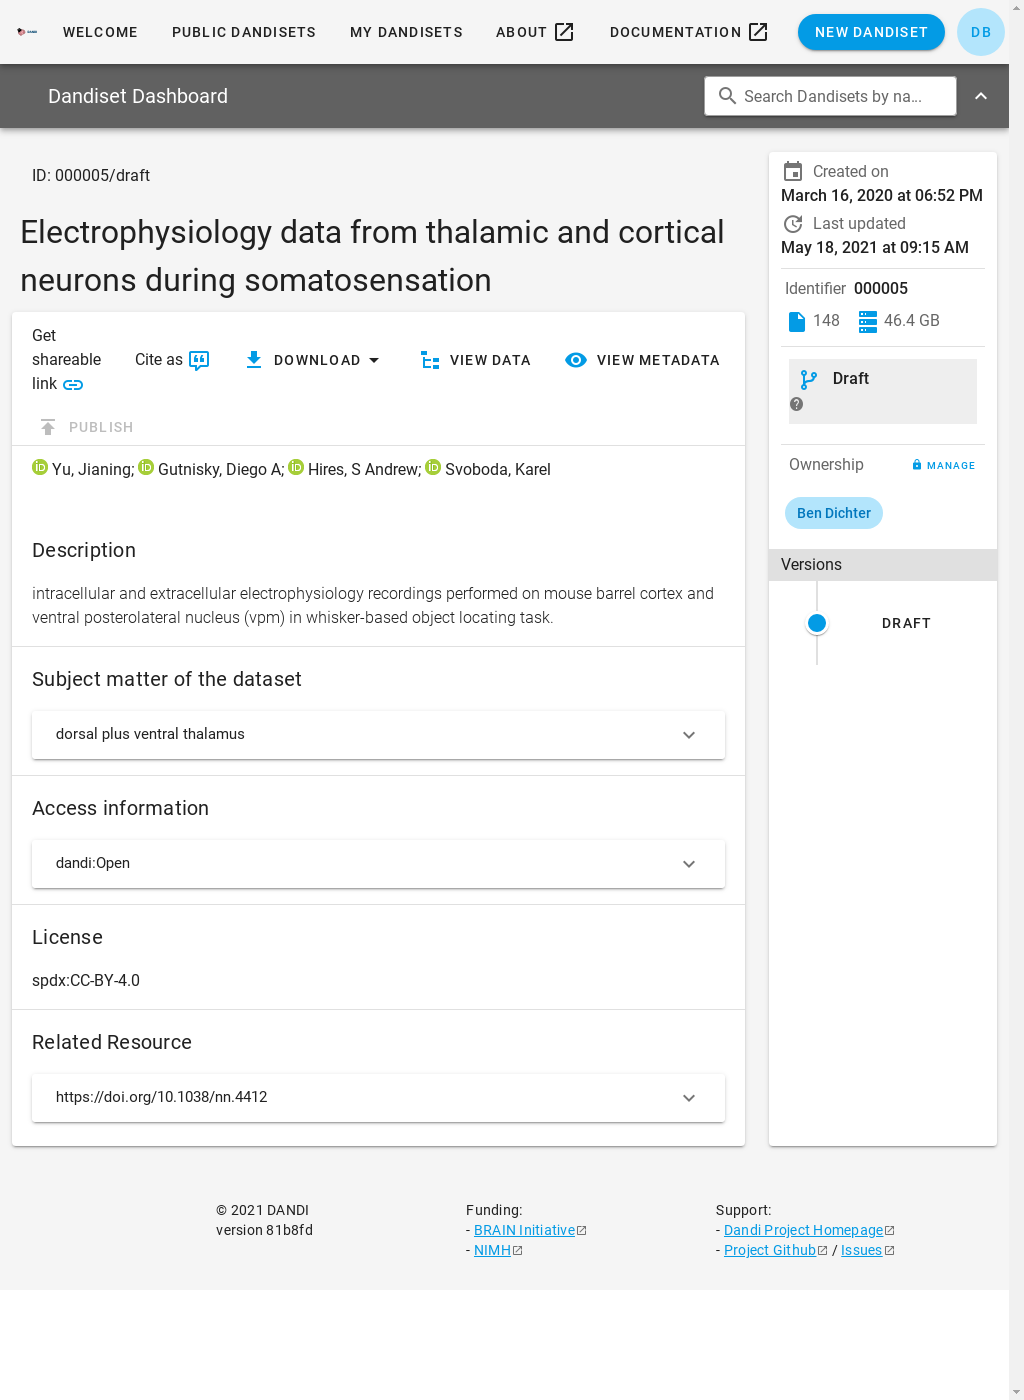 WELCOME PUBLIC DANDISETS MY DANDISETS ABOUT DOCUMENTATION NEW DANDISET DB
Dandiset Dashboard Search Dandisets by na...
ID: 000005/draft
Electrophysiology data from thalamic and cortical
neurons during somatosensation
Get
shareable
link
Cite as DOWNLOAD VIEW DATA VIEW METADATA
PUBLISH
Yu, Jianing; Gutnisky, Diego A; Hires, S Andrew; Svoboda, Karel
Description
intracellular and extracellular electrophysiology recordings performed on mouse barrel cortex and
ventral posterolateral nucleus (vpm) in whisker-based object locating task.
Subject matter of the dataset
dorsal plus ventral thalamus
Access information
dandi:Open
License
spdx:CC-BY-4.0
Related Resource
https://doi.org/10.1038/nn.4412
Created on
March 16, 2020 at 06:52 PM
Last updated
May 18, 2021 at 09:15 AM
Identifier 000005
148 46.4 GB
Draft
Ownership MANAGE
Ben Dichter
Versions
DRAFT
© 2021 DANDI
version 81b8fd
Funding:
- BRAIN Initiative
- NIMH
Support:
- Dandi Project Homepage
- Project Github / Issues